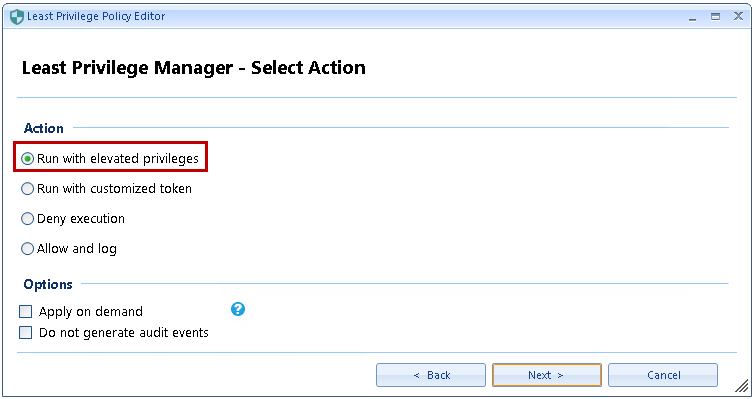 Least Privilege Policy Editor
Least Privilege Manager - Select Action
Action
Run with elevated privileges
Run with customized token
Deny execution
Allow and log
Options
Apply on demand ?
Do not generate audit events
< Back Next > Cancel